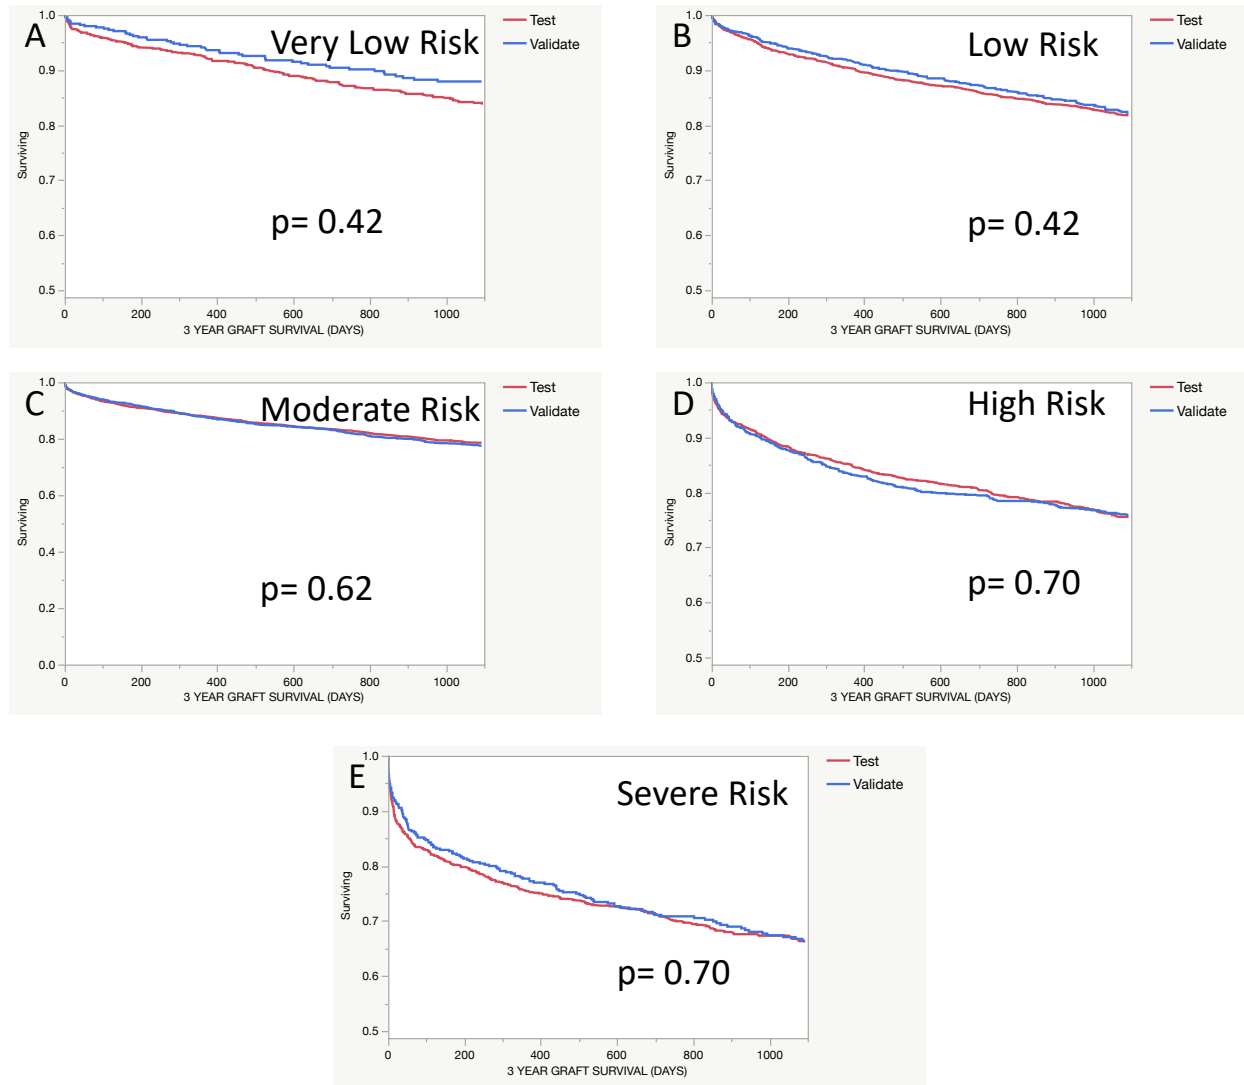 A
Very Low Risk
Test
Validate
1.0
0.9
0.8
0.7
0.6
0.5
Surviving
p= 0.42
0 200 400 600 800 1000
3 YEAR GRAFT SURVIVAL (DAYS)
B
Low Risk
Test
Validate
1.0
0.9
0.8
0.7
0.6
0.5
Surviving
p= 0.42
0 200 400 600 800 1000
3 YEAR GRAFT SURVIVAL (DAYS)
C
Moderate Risk
Test
Validate
1.0
0.8
0.6
0.4
0.2
0.0
Surviving
p= 0.62
0 200 400 600 800 1000
3 YEAR GRAFT SURVIVAL (DAYS)
D
High Risk
Test
Validate
1.0
0.9
0.8
0.7
0.6
0.5
Surviving
p= 0.70
0 200 400 600 800 1000
3 YEAR GRAFT SURVIVAL (DAYS)
E
Severe Risk
Test
Validate
1.0
0.9
0.8
0.7
0.6
0.5
Surviving
p= 0.70
0 200 400 600 800 1000
3 YEAR GRAFT SURVIVAL (DAYS)